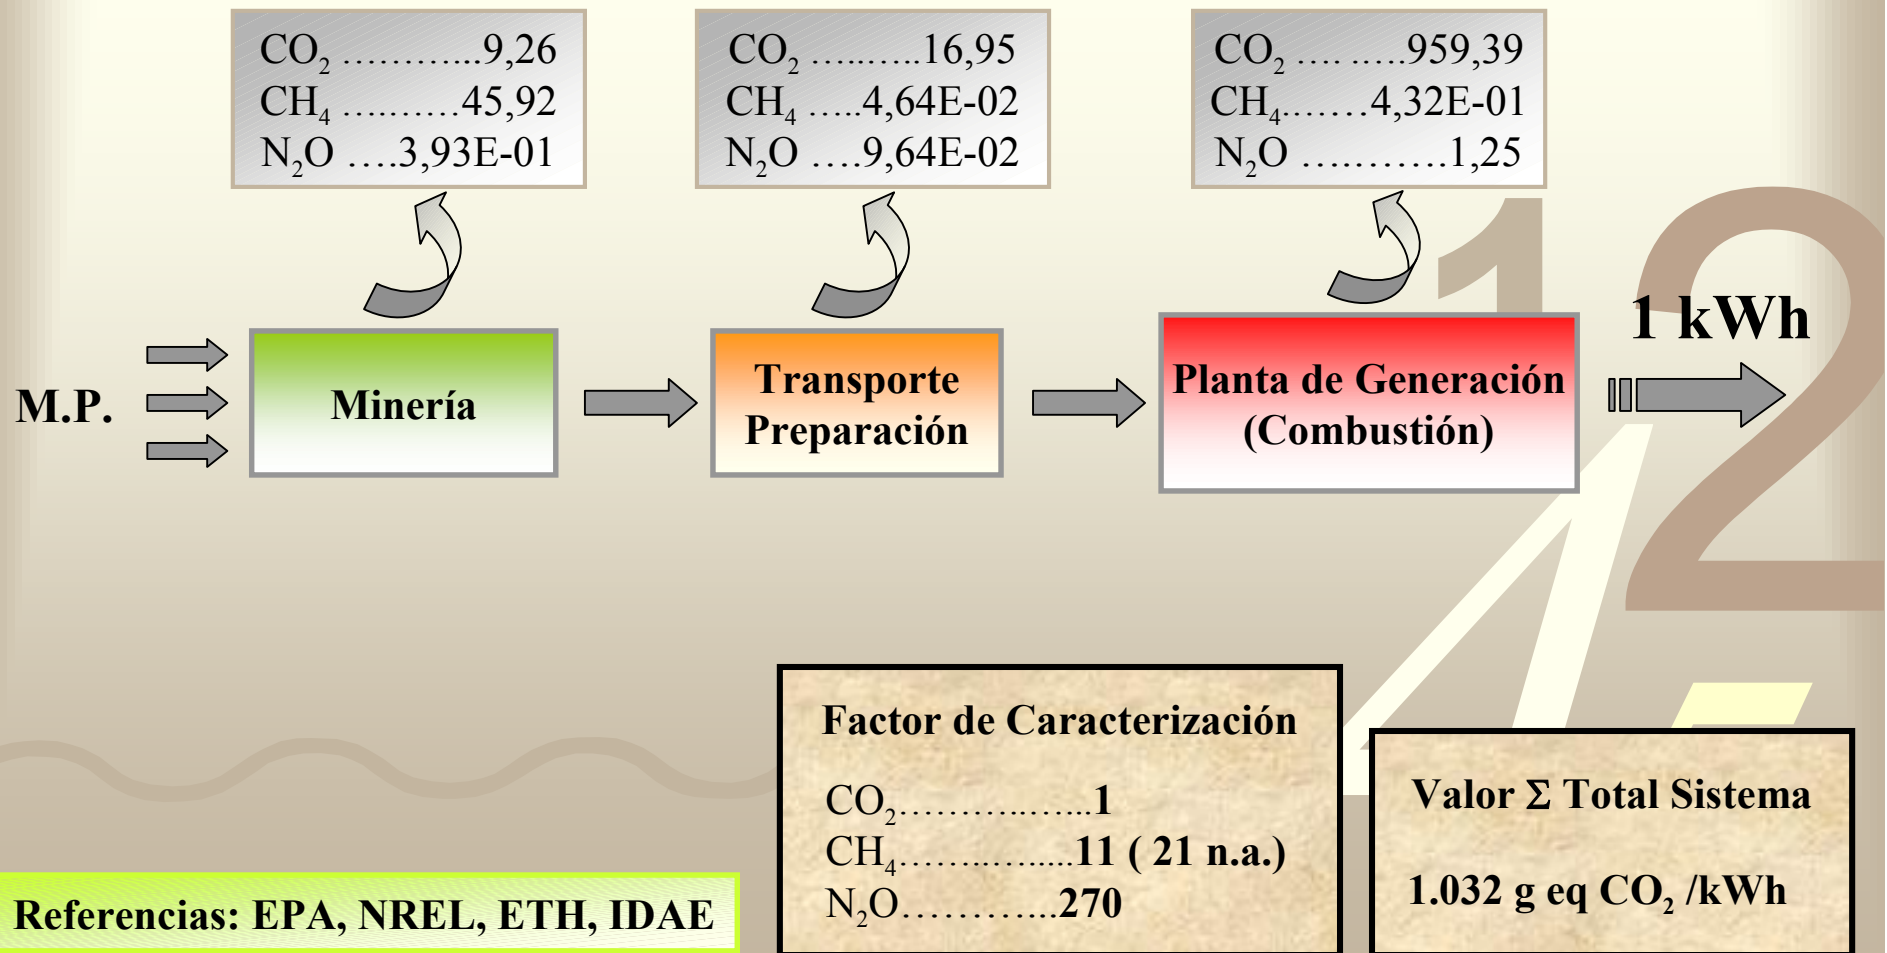 CO₂ ………...9,26
CH₄ …..……45,92
N₂O ….3,93E-01
CO₂ …..…..16,95
CH₄ …..4,64E-02
N₂O ….9,64E-02
CO₂ …. …..959,39
CH₄.……4,32E-01
N₂O ….…….1,25
M.P.
Minería
Transporte
Preparación
Planta de Generación
(Combustión)
1 kWh
1 2
4
Factor de Caracterización
CO₂………..…...1
CH₄……..….....11 ( 21 n.a.)
N₂O………...270
Valor Σ Total Sistema
1.032 g eq CO₂ /kWh
Referencias: EPA, NREL, ETH, IDAE